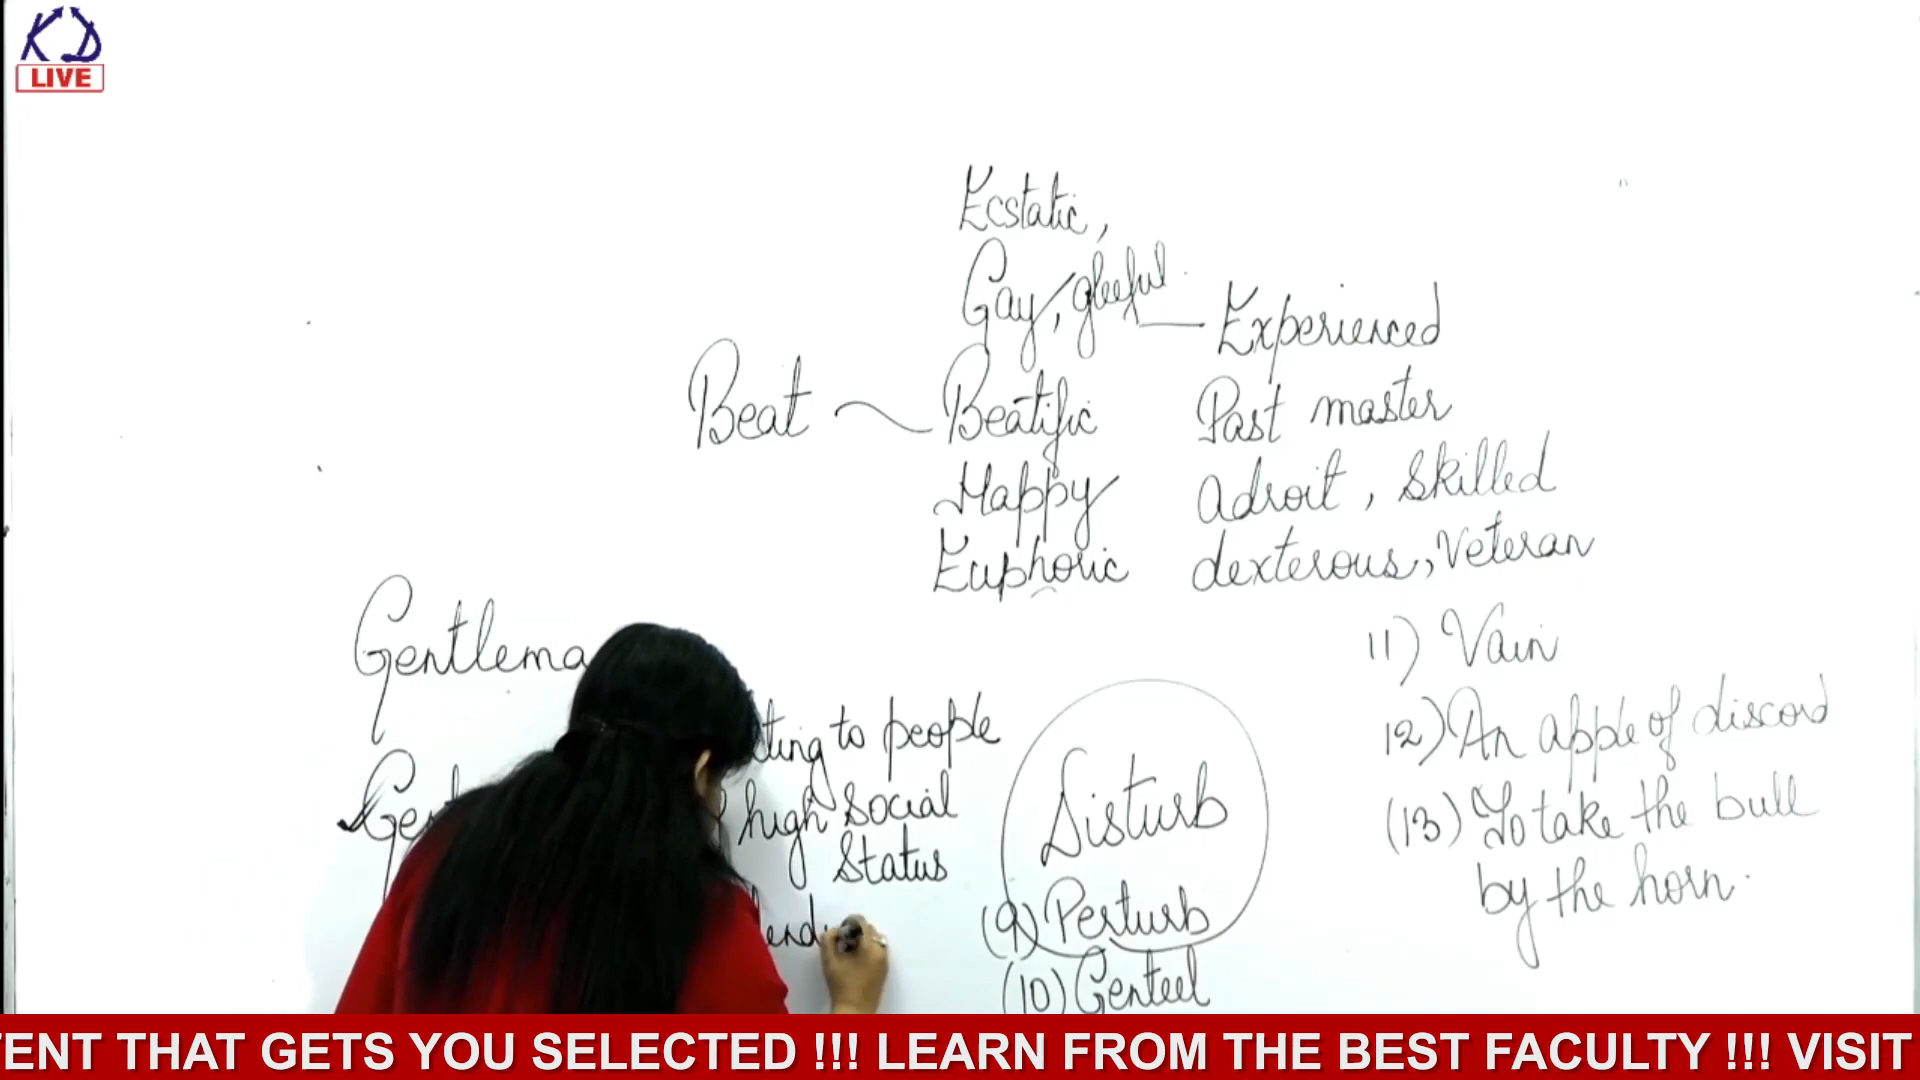 KD
LIVE
Ecstatic,
Gay, gleeful
Experienced
Beat
Beatific
Past master
Happy
Adroit, Skilled
Euphoric
dexterous, Veteran
Gentlema
11) Vain
to people
12) An apple of discord
high social
Status
Disturb
(13) To take the bull
by the horn.
(9) Perturb
(10) Genteel
TENT THAT GETS YOU SELECTED !!! LEARN FROM THE BEST FACULTY !!! VISIT